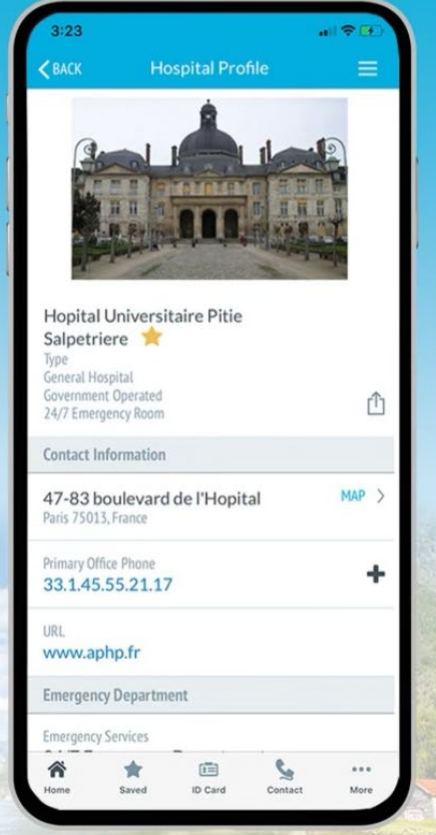 3:23
BACK Hospital Profile
Hopital Universitaire Pitie
Salpetriere
Type
General Hospital
Government Operated
24/7 Emergency Room
Contact Information
47-83 boulevard de l'Hopital MAP
Paris 75013, France
Primary Office Phone
33.1.45.55.21.17
URL
www.aphp.fr
Emergency Department
Emergency Services
Home Saved ID Card Contact More